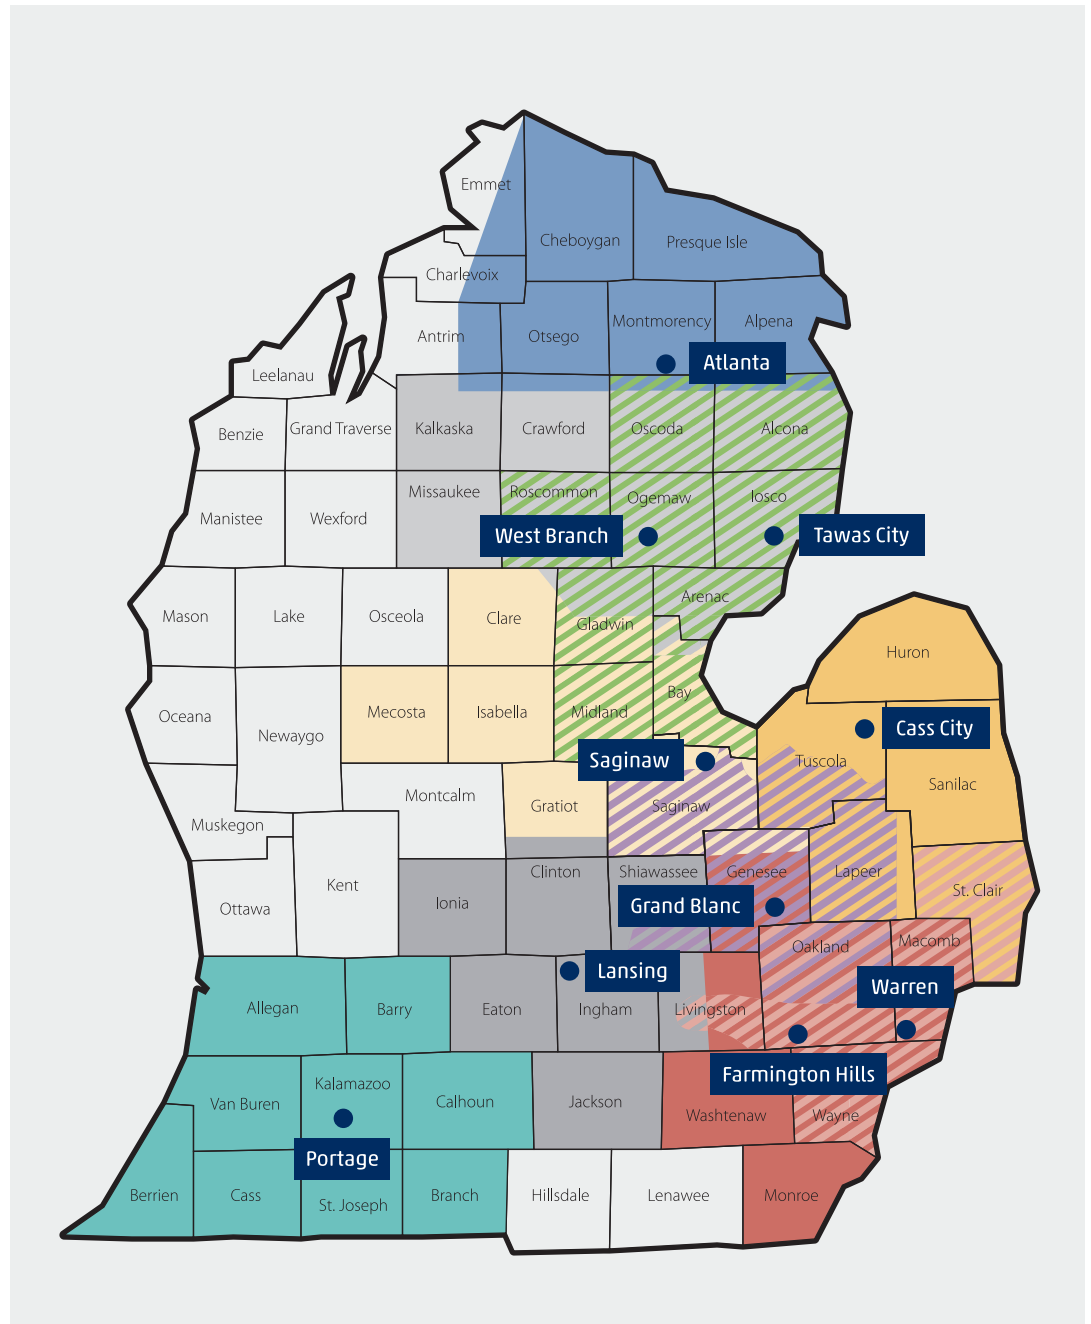 Emmet
Cheboygan
Presque Isle
Charlevoix
Antrim
Otsego
Montmorency
Alpena
Atlanta
Leelanau
Benzie
Grand Traverse
Kalkaska
Crawford
Oscoda
Alcona
Manistee
Wexford
Missaukee
Roscommon
Ogemaw
Iosco
West Branch
Tawas City
Mason
Lake
Osceola
Clare
Gladwin
Arenac
Huron
Oceana
Newaygo
Mecosta
Isabella
Midland
Bay
Cass City
Saginaw
Tuscola
Sanilac
Muskegon
Montcalm
Gratiot
Saginaw
Ottawa
Kent
Ionia
Clinton
Shiawassee
Genesee
Lapeer
St. Clair
Grand Blanc
Oakland
Macomb
Lansing
Warren
Allegan
Barry
Eaton
Ingham
Livingston
Farmington Hills
Van Buren
Kalamazoo
Calhoun
Jackson
Washtenaw
Wayne
Portage
Berrien
Cass
St. Joseph
Branch
Hillsdale
Lenawee
Monroe